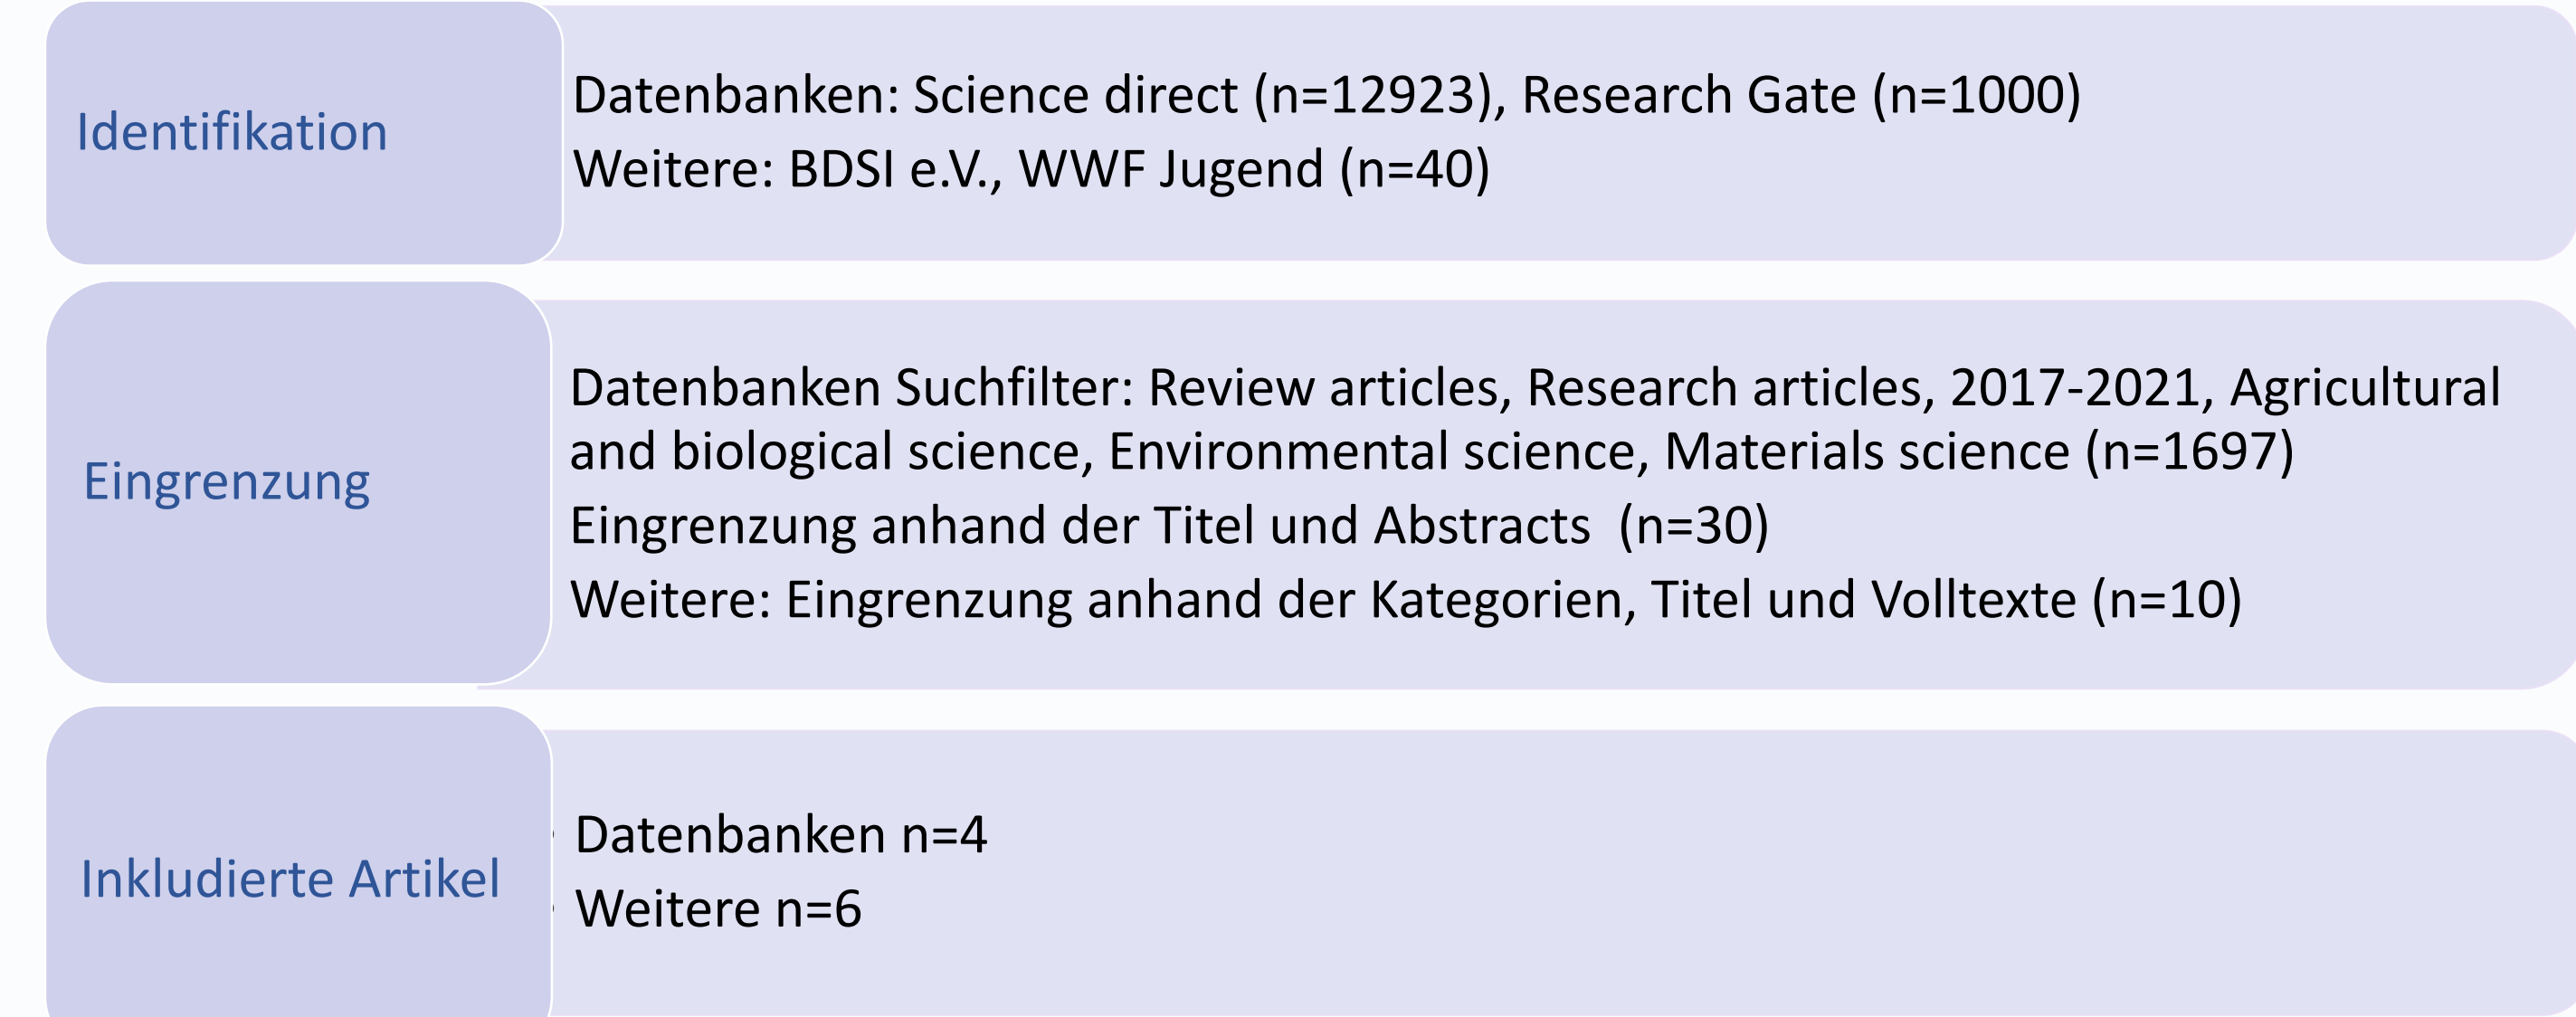 Identifikation
Datenbanken: Science direct (n=12923), Research Gate (n=1000)
Weitere: BDSI e.V., WWF Jugend (n=40)
Eingrenzung
Datenbanken Suchfilter: Review articles, Research articles, 2017-2021, Agricultural
and biological science, Environmental science, Materials science (n=1697)
Eingrenzung anhand der Titel und Abstracts  (n=30)
Weitere: Eingrenzung anhand der Kategorien, Titel und Volltexte (n=10)
Inkludierte Artikel
Datenbanken n=4
Weitere n=6